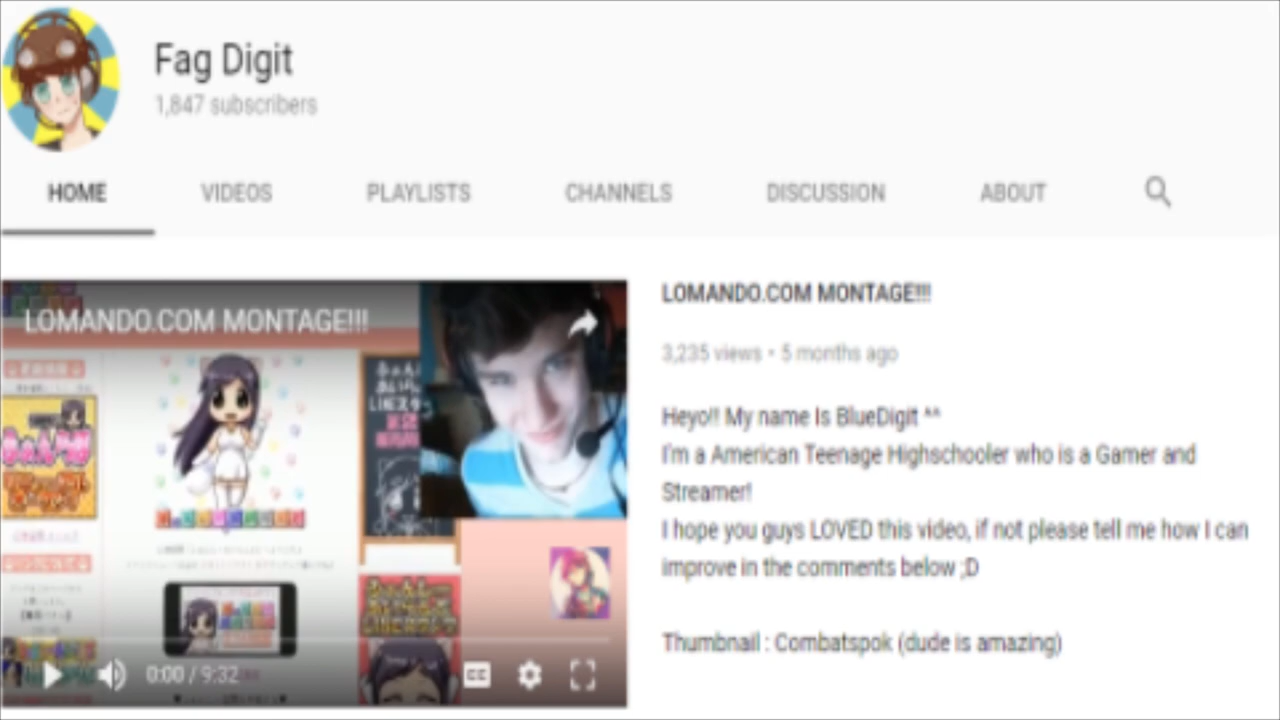 Fag Digit
1,847 subscribers
HOME VIDEOS PLAYLISTS CHANNELS DISCUSSION ABOUT
LOMANDO.COM MONTAGE!!!
0:00 / 9:32
CC
LOMANDO.COM MONTAGE!!!
3,235 views • 5 months ago
Heyo!! My name Is BlueDigit ^^
I'm a American Teenage Highschooler who is a Gamer and
Streamer!
I hope you guys LOVED this video, if not please tell me how I can
improve in the comments below ;D
Thumbnail : Combatspok (dude is amazing)